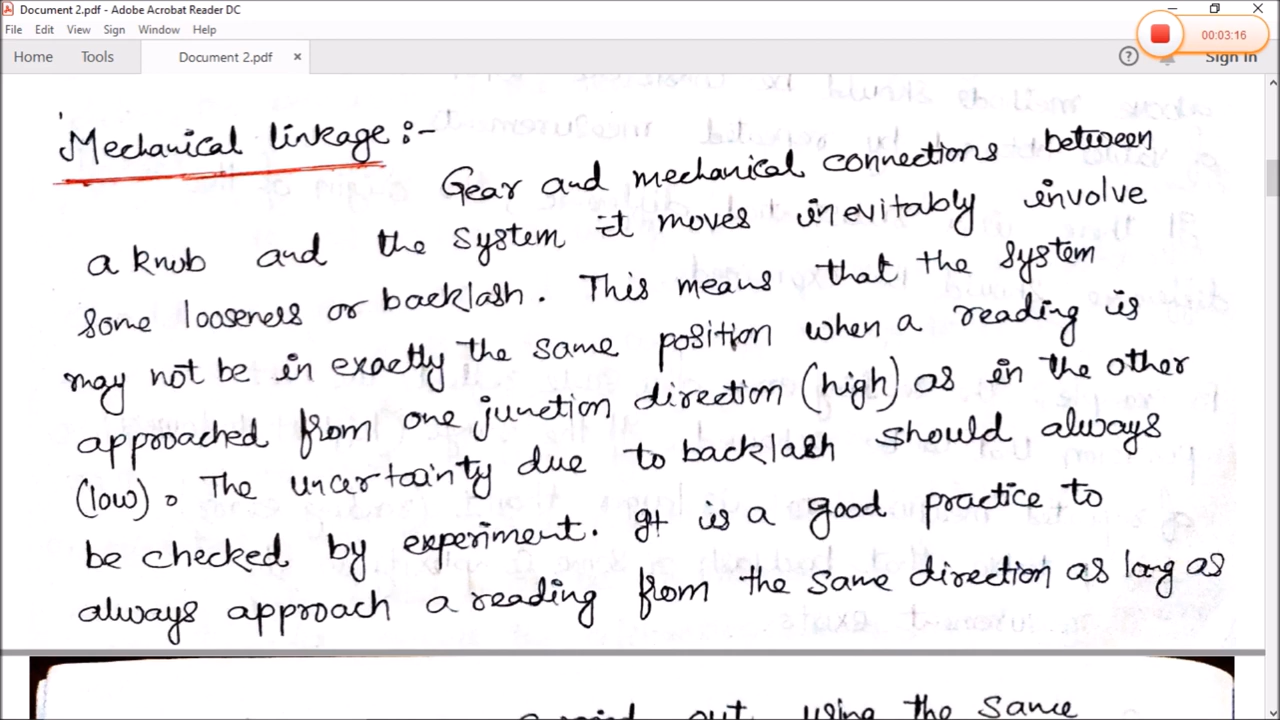 Document 2.pdf - Adobe Acrobat Reader DC
File Edit View Sign Window Help
00:03:16
Home Tools Document 2.pdf × ? Sign In
Mechanical linkage :-
Gear and mechanical connections between
a knob and the system it moves inevitably involve
some looseness or backlash. This means that the system
may not be in exactly the same position when a reading is
approached from one junction direction (high) as in the other
(low). The uncertainty due to backlash should always
be checked by experiment. It is a good practice to
always approach a reading from the same direction as long as
out using the same